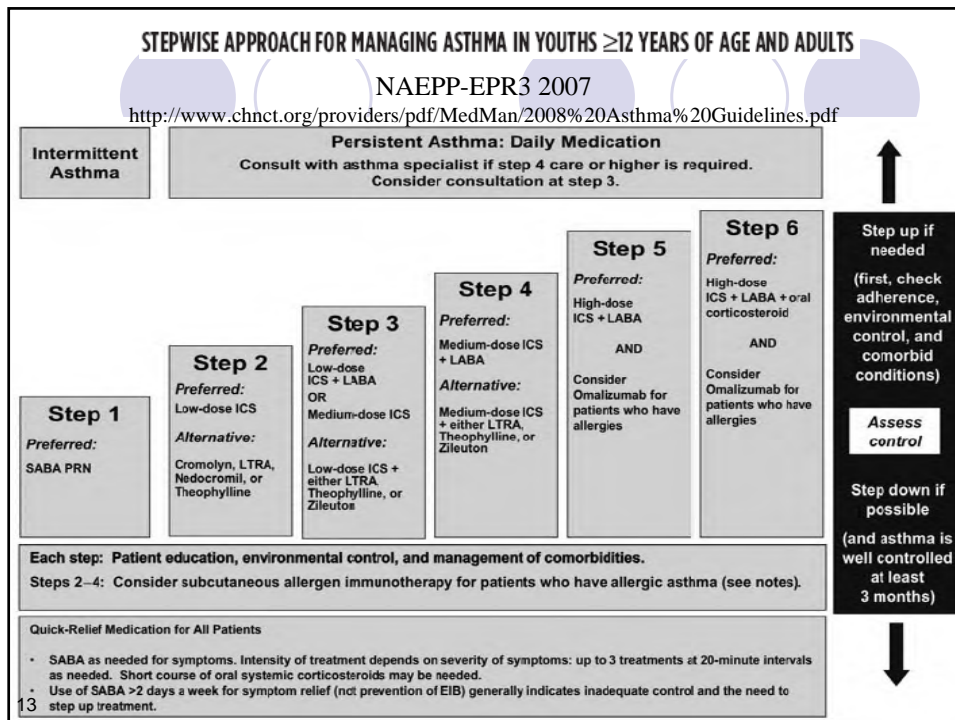 STEPWISE APPROACH FOR MANAGING ASTHMA IN YOUTHS ≥12 YEARS OF AGE AND ADULTS
NAEPP-EPR3 2007
http://www.chnct.org/providers/pdf/MedMan/2008%20Asthma%20Guidelines.pdf
Intermittent
Asthma
Persistent Asthma: Daily Medication
Consult with asthma specialist if step 4 care or higher is required.
Consider consultation at step 3.
Step 1
Preferred:
SABA PRN
Step 2
Preferred:
Low-dose ICS
Alternative:
Cromolyn, LTRA,
Nedocromil, or
Theophylline
Step 3
Preferred:
Low-dose
ICS + LABA
OR
Medium-dose ICS
Alternative:
Low-dose ICS +
either LTRA,
Theophylline, or
Zileuton
Step 4
Preferred:
Medium-dose ICS
+ LABA
Alternative:
Medium-dose ICS
+ either LTRA,
Theophylline, or
Zileuton
Step 5
Preferred:
High-dose
ICS + LABA
AND
Consider
Omalizumab for
patients who have
allergies
Step 6
Preferred:
High-dose
ICS + LABA + oral
corticosteroid
AND
Consider
Omalizumab for
patients who have
allergies
Step up if
needed
(first, check
adherence,
environmental
control, and
comorbid
conditions)
Assess
control
Step down if
possible
(and asthma is
well controlled
at least
3 months)
Each step: Patient education, environmental control, and management of comorbidities.
Steps 2–4: Consider subcutaneous allergen immunotherapy for patients who have allergic asthma (see notes).
Quick-Relief Medication for All Patients
• SABA as needed for symptoms. Intensity of treatment depends on severity of symptoms: up to 3 treatments at 20-minute intervals
as needed. Short course of oral systemic corticosteroids may be needed.
• Use of SABA >2 days a week for symptom relief (not prevention of EIB) generally indicates inadequate control and the need to
step up treatment.
13